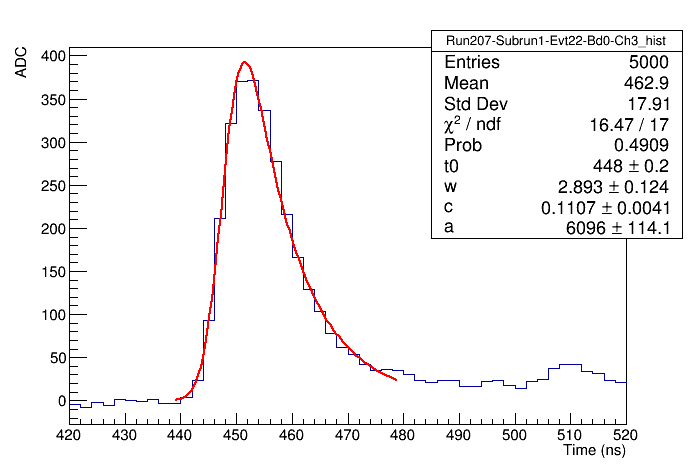 Run207-Subrun1-Evt22-Bd0-Ch3_hist
Entries 5000
Mean 462.9
Std Dev 17.91
χ² / ndf 16.47 / 17
Prob 0.4909
t0 448 ± 0.2
w 2.893 ± 0.124
c 0.1107 ± 0.0041
a 6096 ± 114.1
ADC
400
350
300
250
200
150
100
50
0
420 430 440 450 460 470 480 490 500 510 520
Time (ns)